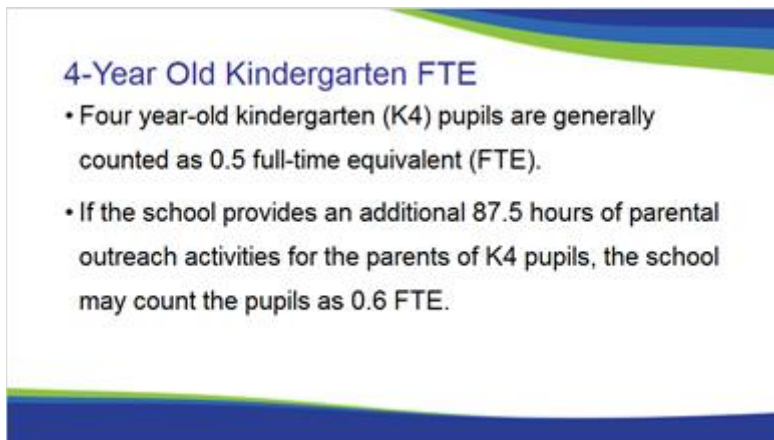 4-Year Old Kindergarten FTE
• Four year-old kindergarten (K4) pupils are generally
counted as 0.5 full-time equivalent (FTE).
• If the school provides an additional 87.5 hours of parental
outreach activities for the parents of K4 pupils, the school
may count the pupils as 0.6 FTE.